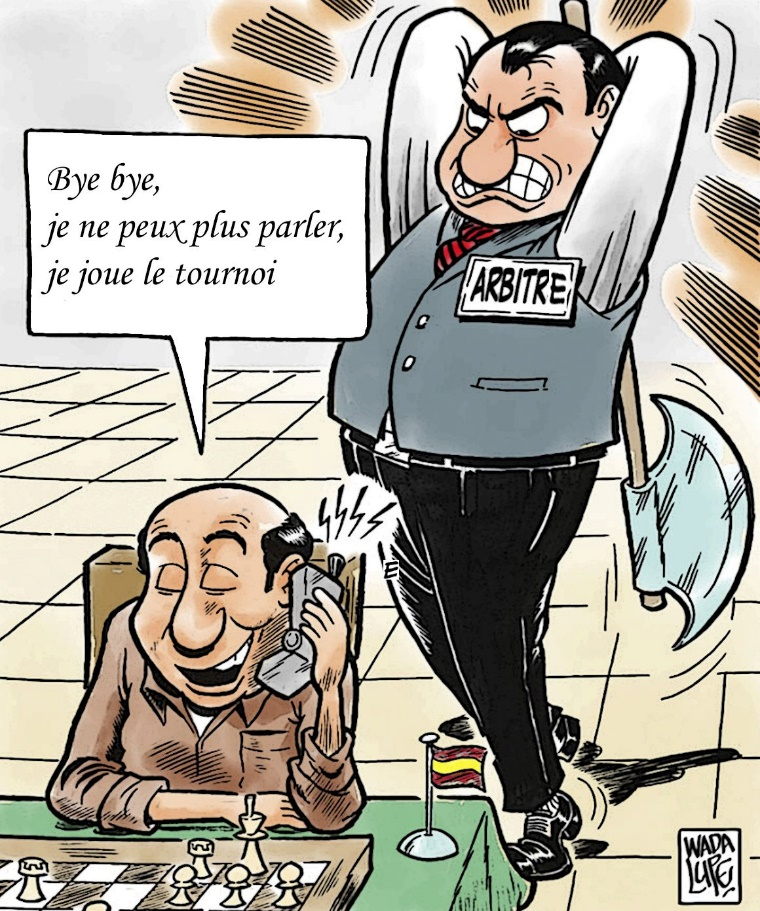 Bye bye,
je ne peux plus parler,
je joue le tournoi
ARBITRE
E
WADA
LUPE